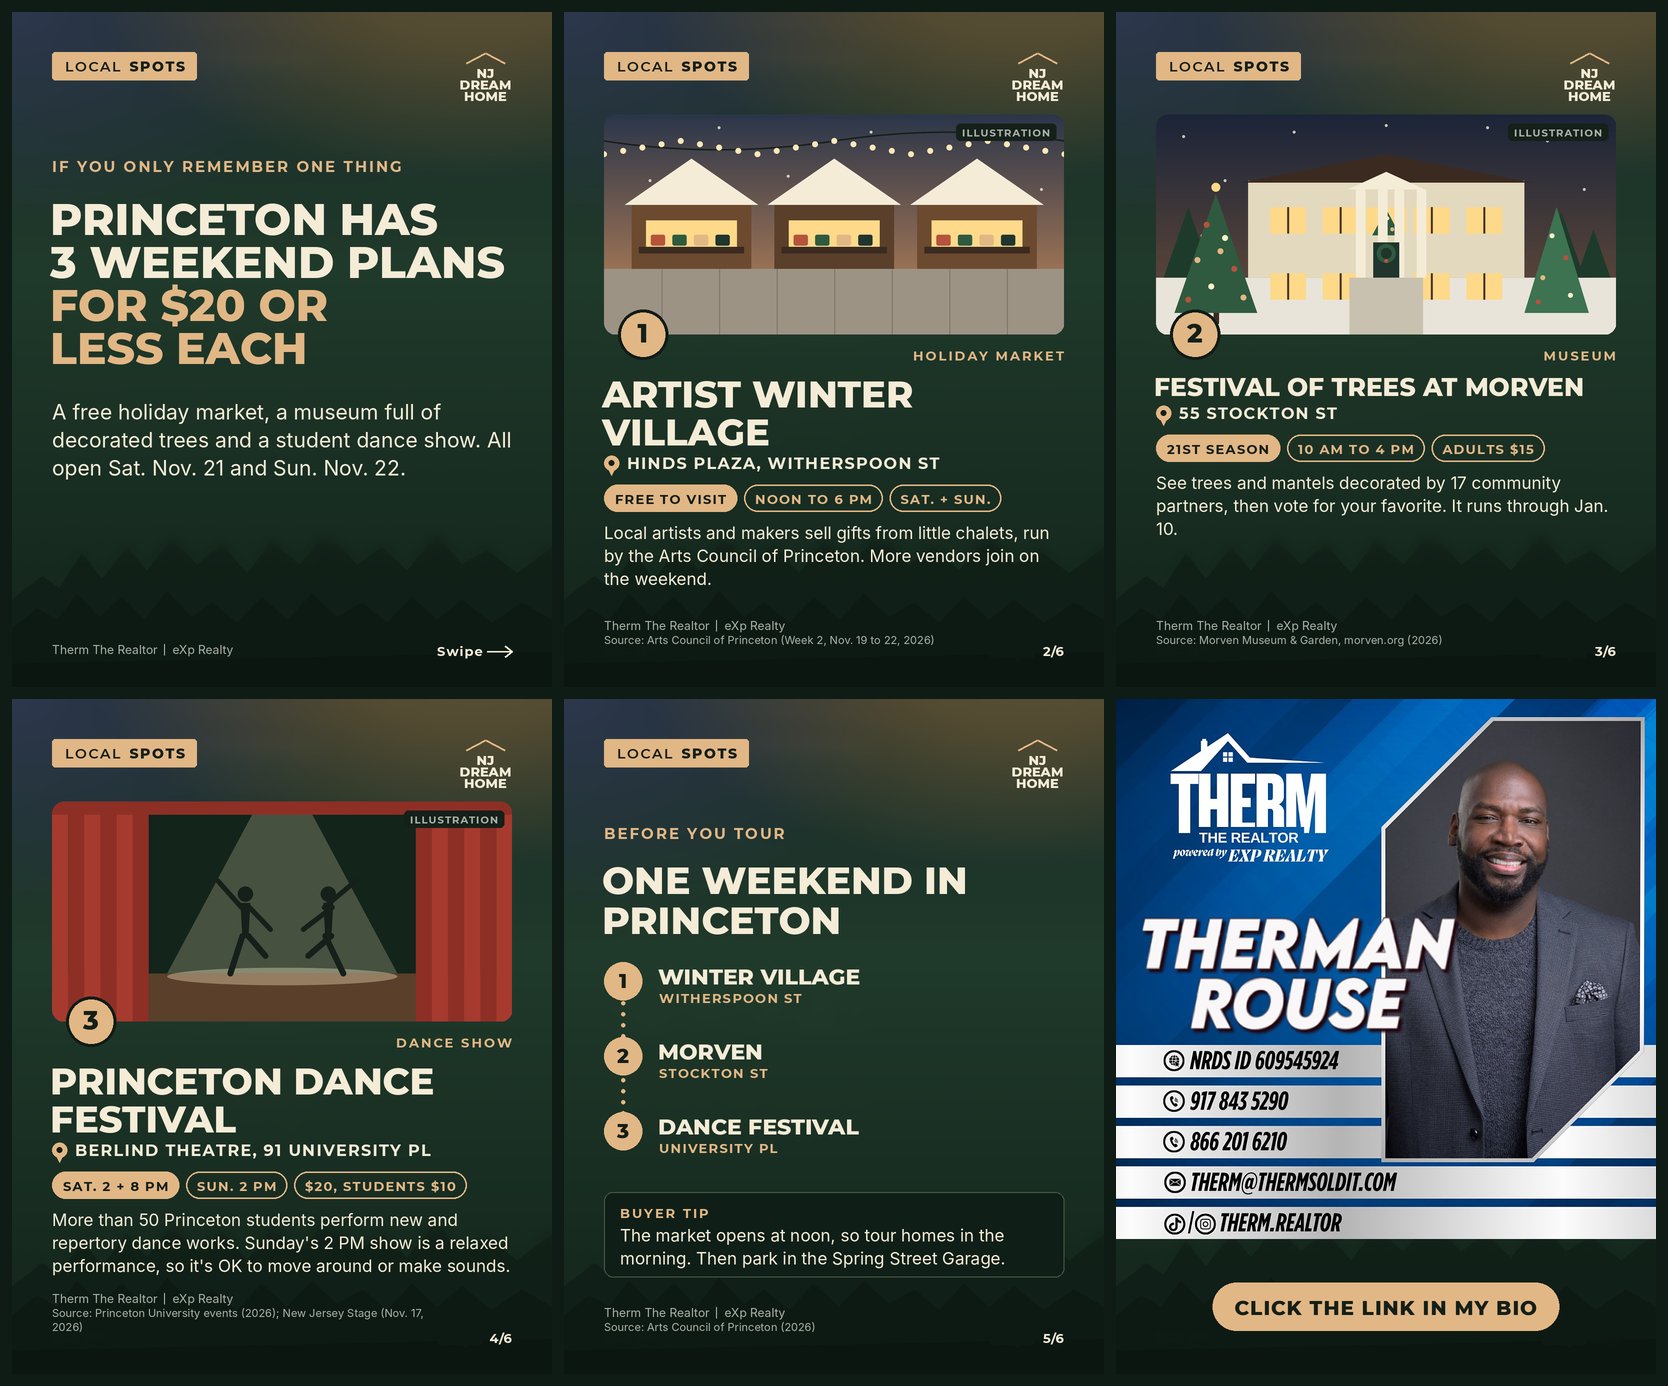 LOCAL SPOTS
NJ
DREAM
HOME
IF YOU ONLY REMEMBER ONE THING
PRINCETON HAS
3 WEEKEND PLANS
FOR $20 OR
LESS EACH
A free holiday market, a museum full of
decorated trees and a student dance show. All
open Sat. Nov. 21 and Sun. Nov. 22.
Therm The Realtor | eXp Realty
Swipe
LOCAL SPOTS
NJ
DREAM
HOME
ILLUSTRATION
1
HOLIDAY MARKET
ARTIST WINTER
VILLAGE
HINDS PLAZA, WITHERSPOON ST
FREE TO VISIT
NOON TO 6 PM
SAT. + SUN.
Local artists and makers sell gifts from little chalets, run
by the Arts Council of Princeton. More vendors join on
the weekend.
Therm The Realtor | eXp Realty
Source: Arts Council of Princeton (Week 2, Nov. 19 to 22, 2026)
2/6
LOCAL SPOTS
NJ
DREAM
HOME
ILLUSTRATION
2
MUSEUM
FESTIVAL OF TREES AT MORVEN
55 STOCKTON ST
21ST SEASON
10 AM TO 4 PM
ADULTS $15
See trees and mantels decorated by 17 community
partners, then vote for your favorite. It runs through Jan.
10.
Therm The Realtor | eXp Realty
Source: Morven Museum & Garden, morven.org (2026)
3/6
LOCAL SPOTS
NJ
DREAM
HOME
ILLUSTRATION
3
DANCE SHOW
PRINCETON DANCE
FESTIVAL
BERLIND THEATRE, 91 UNIVERSITY PL
SAT. 2 + 8 PM
SUN. 2 PM
$20, STUDENTS $10
More than 50 Princeton students perform new and
repertory dance works. Sunday's 2 PM show is a relaxed
performance, so it's OK to move around or make sounds.
Therm The Realtor | eXp Realty
Source: Princeton University events (2026); New Jersey Stage (Nov. 17,
2026)
4/6
LOCAL SPOTS
NJ
DREAM
HOME
BEFORE YOU TOUR
ONE WEEKEND IN
PRINCETON
1 WINTER VILLAGE
WITHERSPOON ST
2 MORVEN
STOCKTON ST
3 DANCE FESTIVAL
UNIVERSITY PL
BUYER TIP
The market opens at noon, so tour homes in the
morning. Then park in the Spring Street Garage.
Therm The Realtor | eXp Realty
Source: Arts Council of Princeton (2026)
5/6
THERM
THE REALTOR
powered by EXP REALTY
THERMAN
ROUSE
NRDS ID 609545924
917 843 5290
866 201 6210
THERM@THERMSOLDIT.COM
/ THERM.REALTOR
CLICK THE LINK IN MY BIO